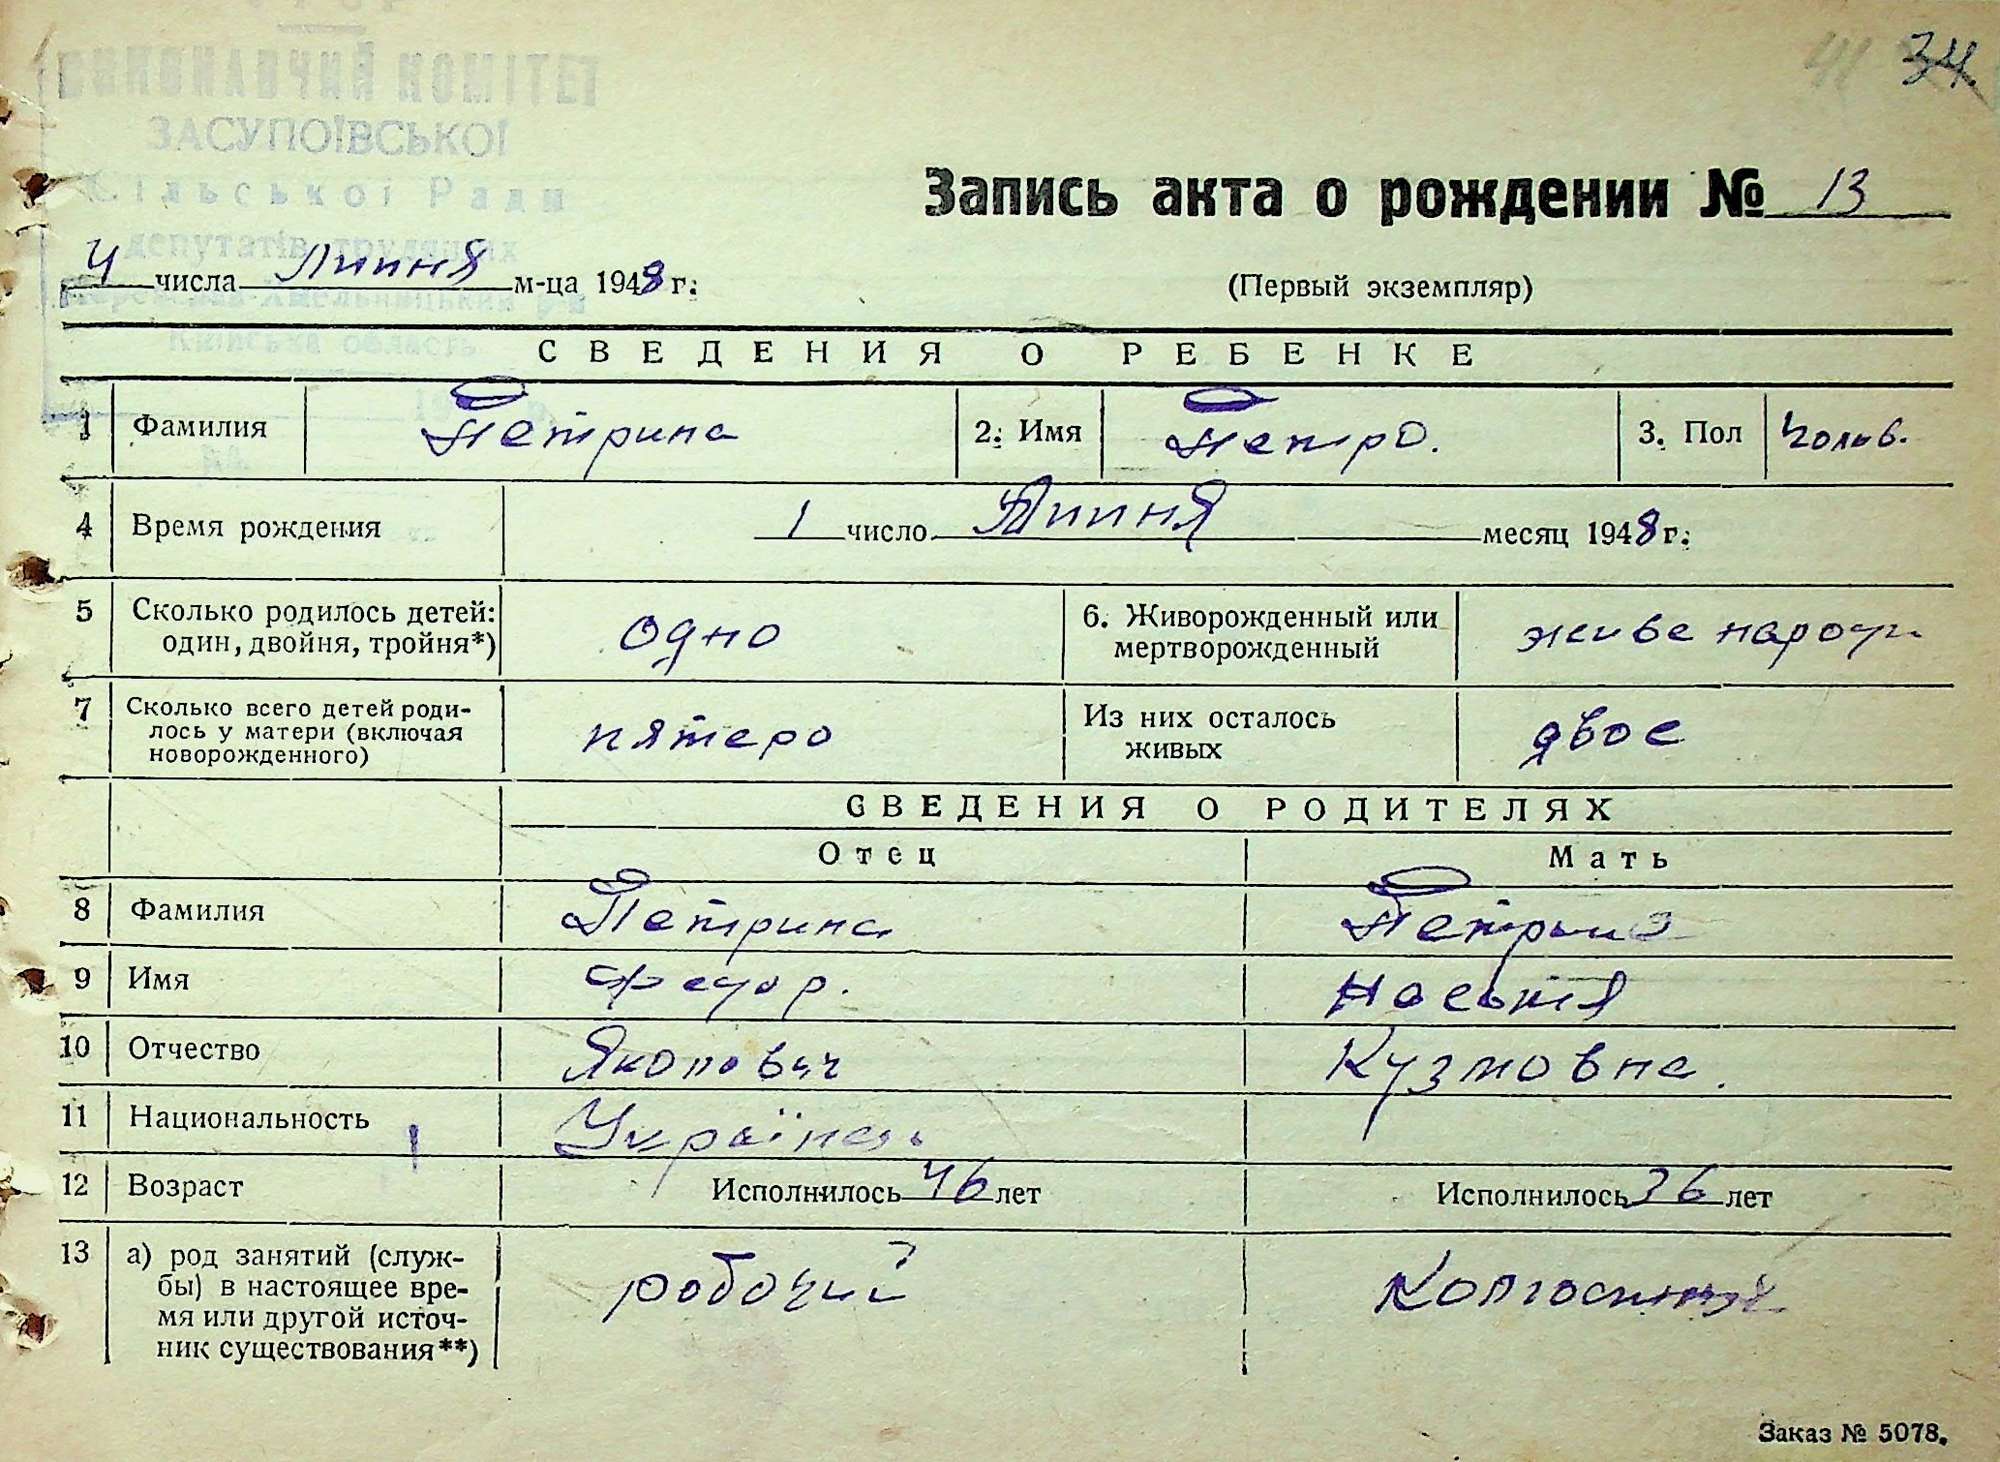 ВИКОНАВЧИЙ КОМІТЕТ
ЗАСУПОЇВСЬКОЇ
Сільської Ради
депутатів трудящих
Київська область
34
Запись акта о рождении № 13
4 числа Липня м-ца 1948 г.
(Первый экземпляр)
СВЕДЕНИЯ О РЕБЕНКЕ
1 Фамилия Петрина 2. Имя Петро. 3. Пол Чолов.
4 Время рождения 1 число Липня месяц 1948 г.
5 Сколько родилось детей: один, двойня, тройня*) одно 6. Живорожденный или мертворожденный живе
7 Сколько всего детей родилось у матери (включая новорожденного) пятеро Из них осталось живых двое
СВЕДЕНИЯ О РОДИТЕЛЯХ
Отец Мать
8 Фамилия Петрина Петрина
9 Имя Федор. Настя
10 Отчество Якопович Кузмовна.
11 Национальность Українець
12 Возраст Исполнилось 46 лет Исполнилось 36 лет
13 а) род занятий (службы) в настоящее время или другой источник существования**) робочий
Заказ № 5078.